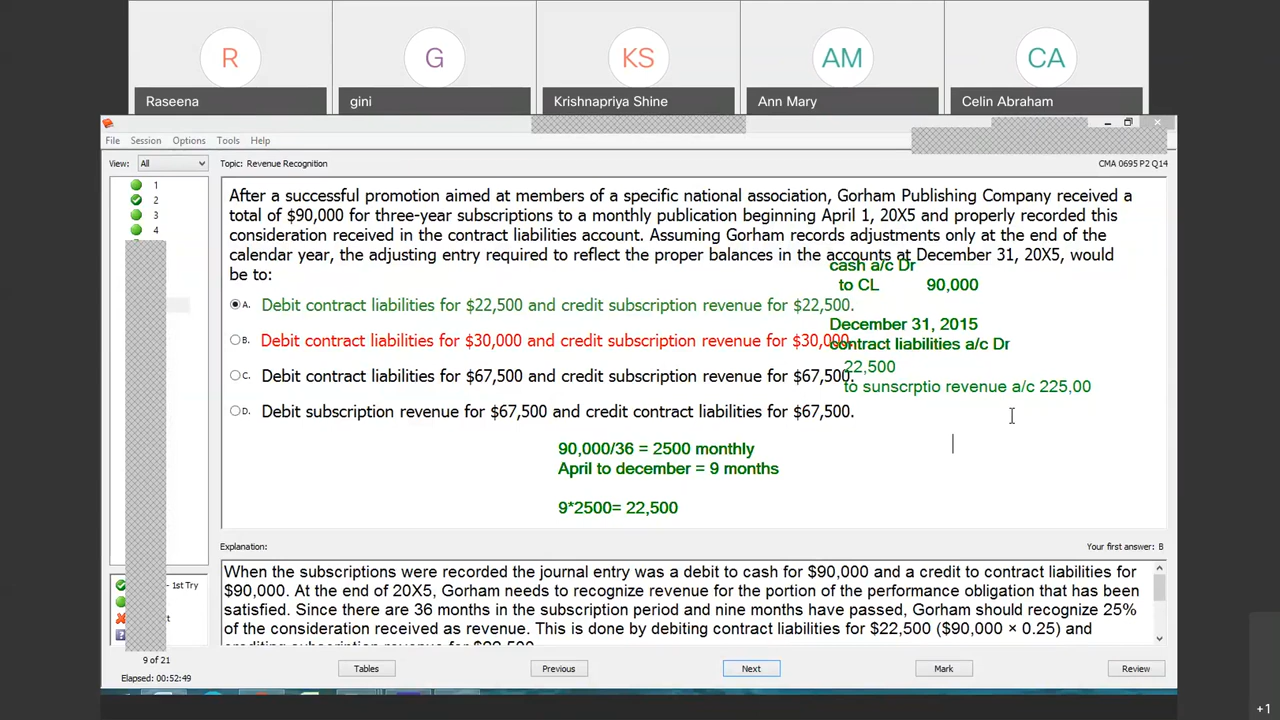 R
G
KS
AM
CA
Raseena
gini
Krishnapriya Shine
Ann Mary
Celin Abraham
File Session Options Tools Help
View: All
Topic: Revenue Recognition
CMA 0695 P2 Q14
1
2
3
4
After a successful promotion aimed at members of a specific national association, Gorham Publishing Company received a
total of $90,000 for three-year subscriptions to a monthly publication beginning April 1, 20X5 and properly recorded this
consideration received in the contract liabilities account. Assuming Gorham records adjustments only at the end of the
calendar year, the adjusting entry required to reflect the proper balances in the accounts at December 31, 20X5, would
be to:
cash a/c Dr
to CL 90,000
A. Debit contract liabilities for $22,500 and credit subscription revenue for $22,500.
December 31, 2015
B. Debit contract liabilities for $30,000 and credit subscription revenue for $30,000.
contract liabilities a/c Dr
22,500
C. Debit contract liabilities for $67,500 and credit subscription revenue for $67,500.
to sunscrptio revenue a/c 225,00
D. Debit subscription revenue for $67,500 and credit contract liabilities for $67,500.
90,000/36 = 2500 monthly
April to december = 9 months
9*2500= 22,500
Explanation:
Your first answer: B
When the subscriptions were recorded the journal entry was a debit to cash for $90,000 and a credit to contract liabilities for
$90,000. At the end of 20X5, Gorham needs to recognize revenue for the portion of the performance obligation that has been
satisfied. Since there are 36 months in the subscription period and nine months have passed, Gorham should recognize 25%
of the consideration received as revenue. This is done by debiting contract liabilities for $22,500 ($90,000 × 0.25) and
- 1st Try
9 of 21
Elapsed: 00:52:49
Tables
Previous
Next
Mark
Review
+1